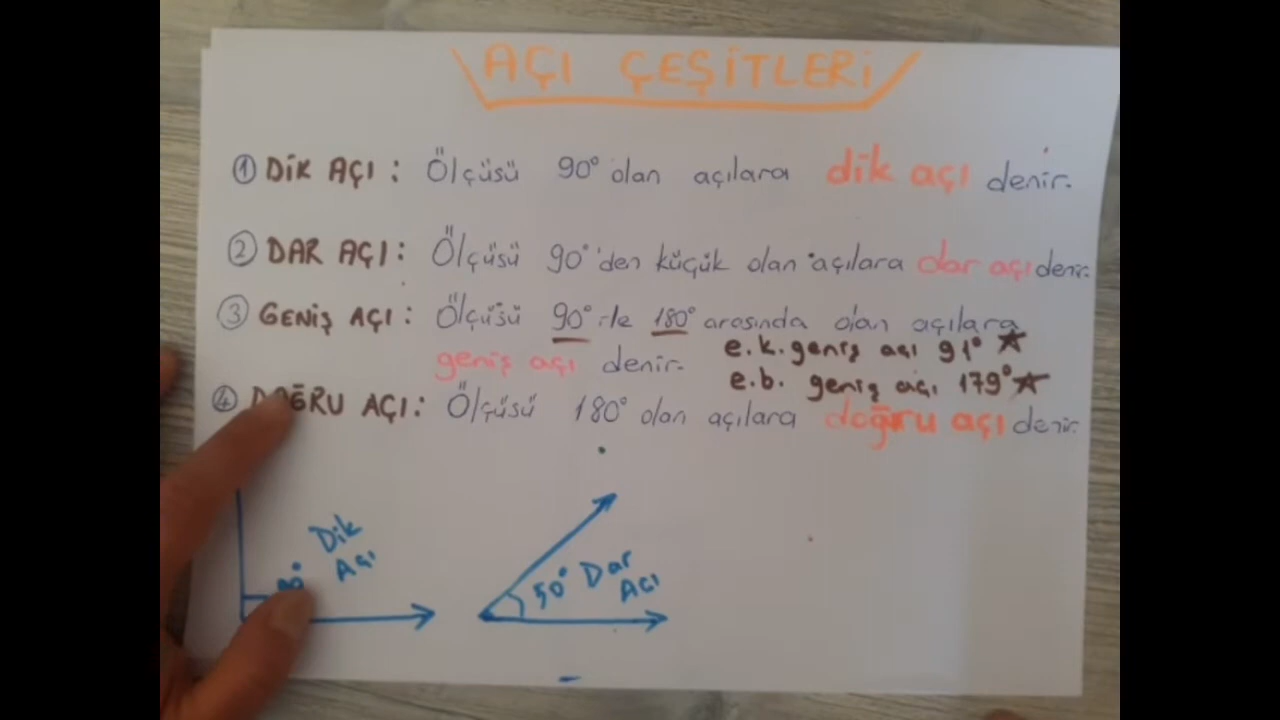 AÇI ÇEŞİTLERİ
① DİK AÇI : Ölçüsü 90° olan açılara dik açı denir.
② DAR AÇI : Ölçüsü 90°'den küçük olan açılara dar açı denir.
③ GENİŞ AÇI : Ölçüsü 90° ile 180° arasında olan açılara
geniş açı denir.
e.k. geniş açı 91° ☆
e.b. geniş açı 179° ☆
④ DOĞRU AÇI : Ölçüsü 180° olan açılara doğru açı denir.
Dik
Açı
50° Dar
Açı